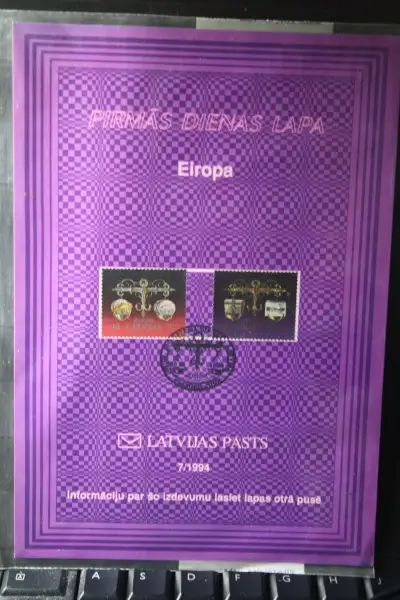 PIRMĀS DIENAS LAPA
Eiropa
LATVIJAS PASTS
7/1994
Informāciju par šo izdevumu lasiet lapas otrā pusē
A S D F G H J